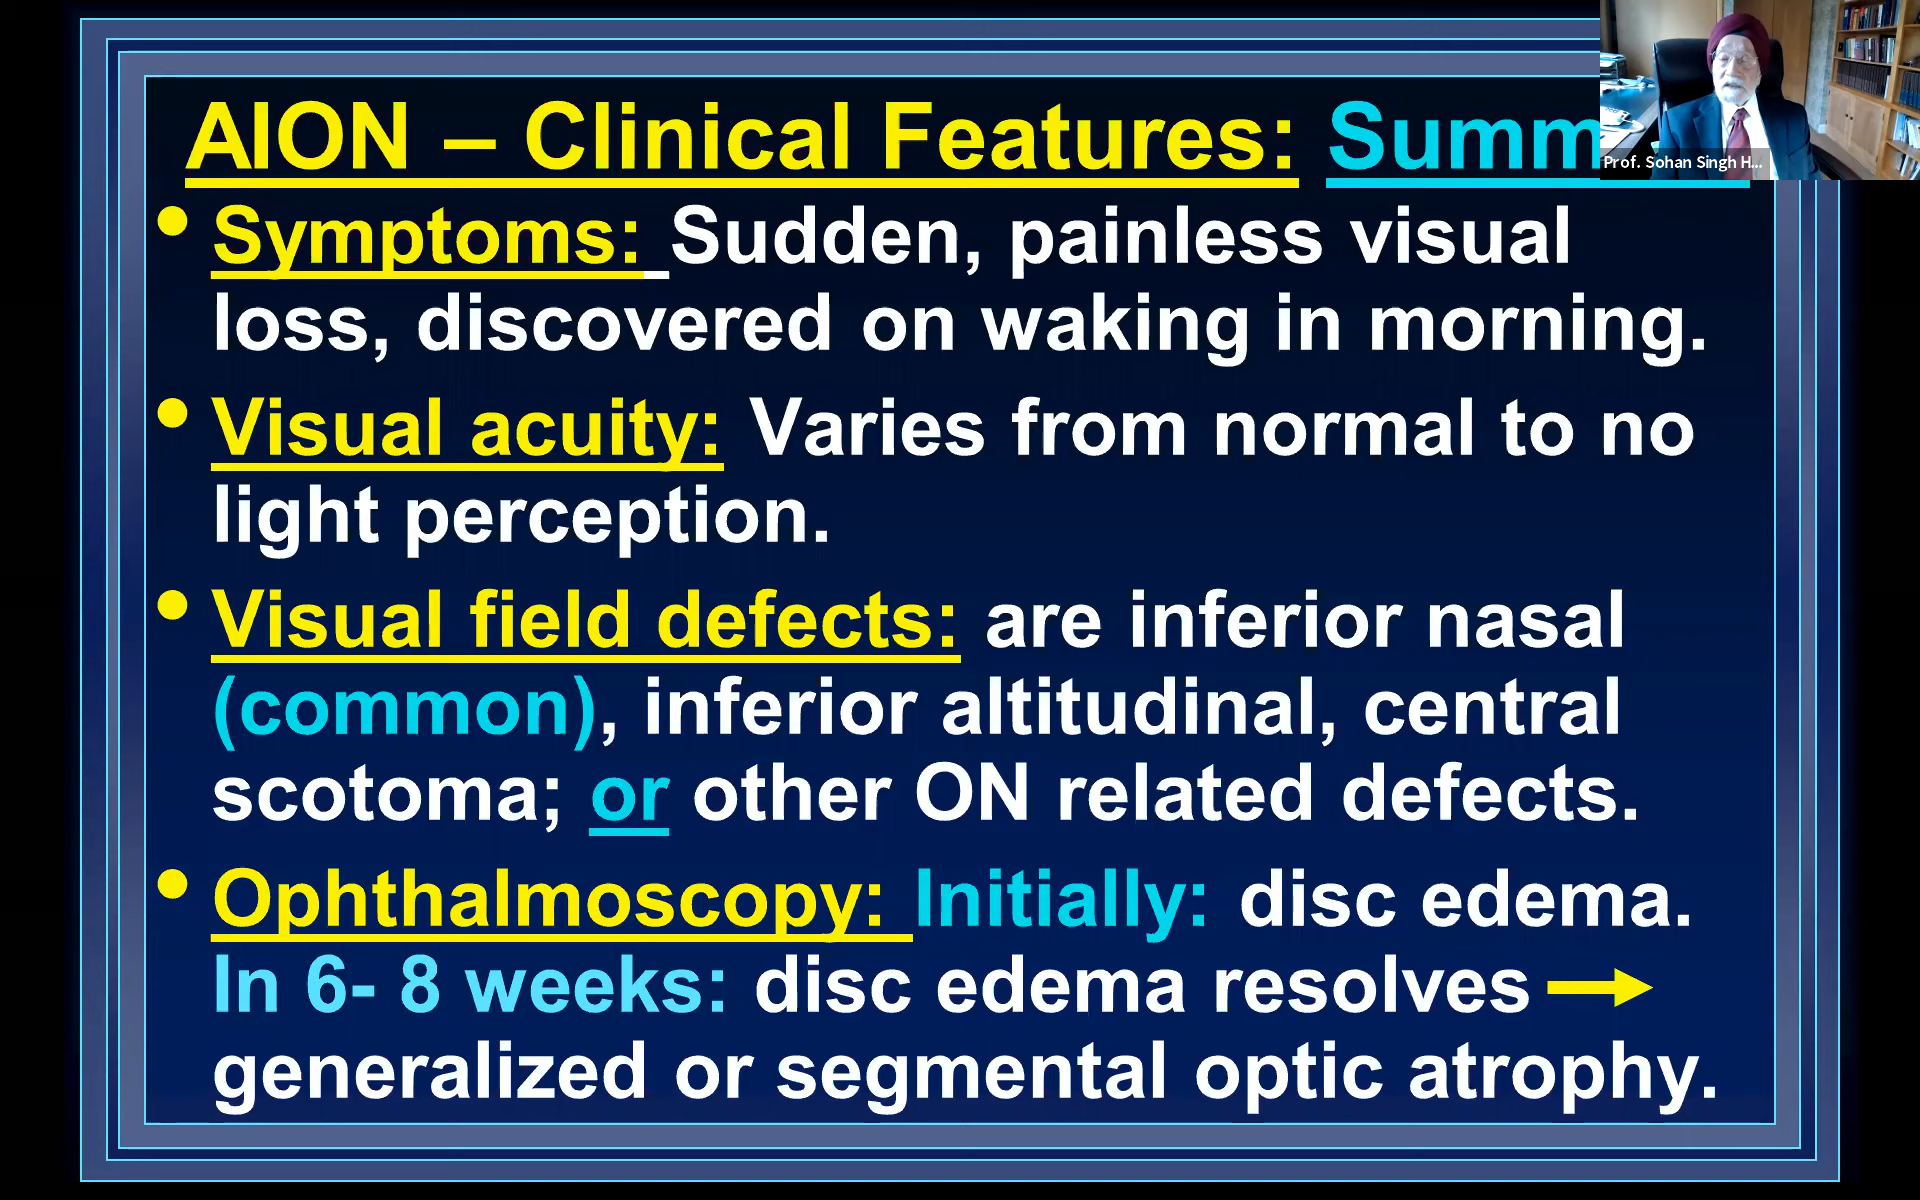 AION – Clinical Features: Summ
Prof. Sohan Singh H...
• Symptoms: Sudden, painless visual
loss, discovered on waking in morning.
• Visual acuity: Varies from normal to no
light perception.
• Visual field defects: are inferior nasal
(common), inferior altitudinal, central
scotoma; or other ON related defects.
• Ophthalmoscopy: Initially: disc edema.
In 6- 8 weeks: disc edema resolves →
generalized or segmental optic atrophy.